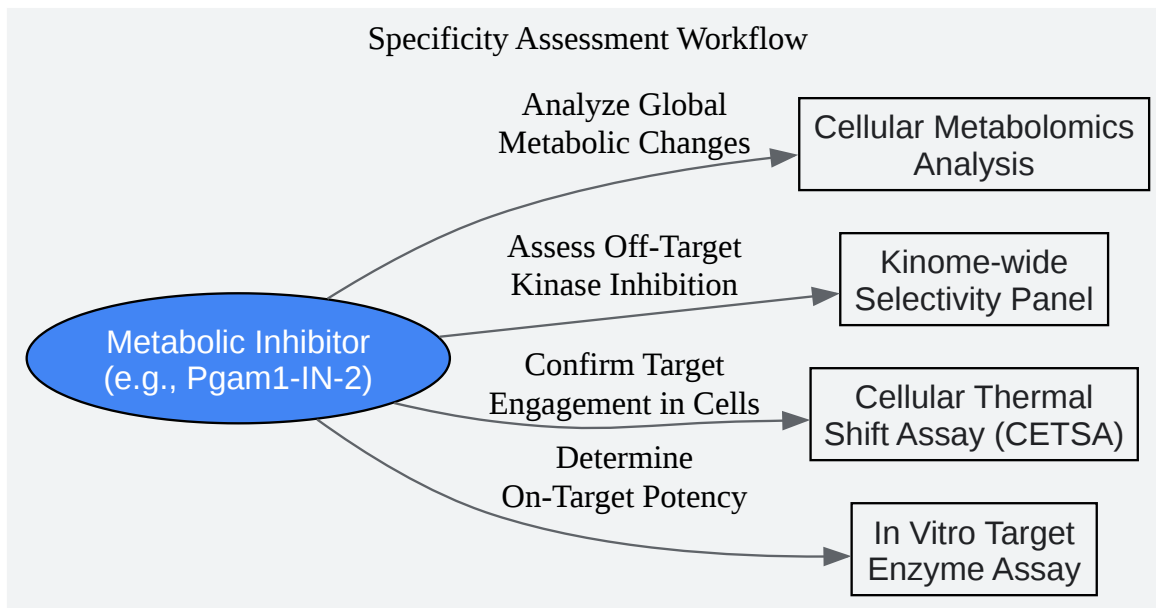 Specificity Assessment Workflow
Analyze Global
Metabolic Changes
Cellular Metabolomics
Analysis
Assess Off-Target
Kinase Inhibition
Kinome-wide
Selectivity Panel
Metabolic Inhibitor
(e.g., Pgam1-IN-2)
Confirm Target
Engagement in Cells
Cellular Thermal
Shift Assay (CETSA)
Determine
On-Target Potency
In Vitro Target
Enzyme Assay